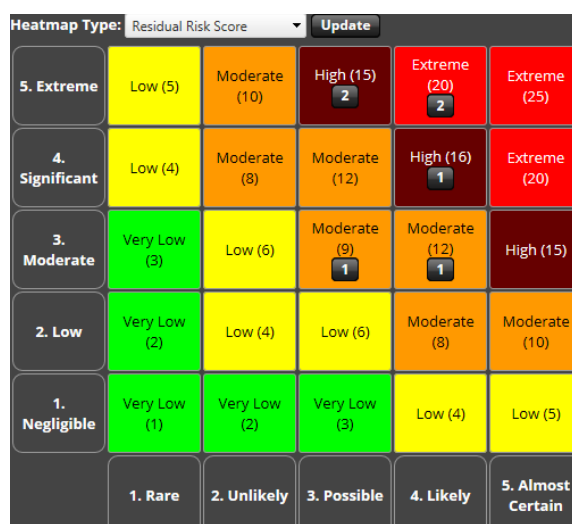 Heatmap Type: Residual Risk Score Update
5. Extreme
Low (5)
Moderate
(10)
High (15)
2
Extreme
(20)
2
Extreme
(25)
4.
Significant
Low (4)
Moderate
(8)
Moderate
(12)
High (16)
1
Extreme
(20)
3.
Moderate
Very Low
(3)
Low (6)
Moderate
(9)
1
Moderate
(12)
1
High (15)
2. Low
Very Low
(2)
Low (4)
Low (6)
Moderate
(8)
Moderate
(10)
1.
Negligible
Very Low
(1)
Very Low
(2)
Very Low
(3)
Low (4)
Low (5)
1. Rare
2. Unlikely
3. Possible
4. Likely
5. Almost
Certain